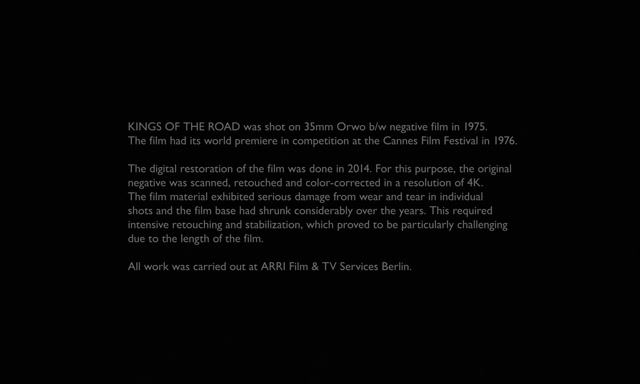 KINGS OF THE ROAD was shot on 35mm Orwo b/w negative film in 1975.
The film had its world premiere in competition at the Cannes Film Festival in 1976.
The digital restoration of the film was done in 2014. For this purpose, the original
negative was scanned, retouched and color-corrected in a resolution of 4K.
The film material exhibited serious damage from wear and tear in individual
shots and the film base had shrunk considerably over the years. This required
intensive retouching and stabilization, which proved to be particularly challenging
due to the length of the film.
All work was carried out at ARRI Film & TV Services Berlin.